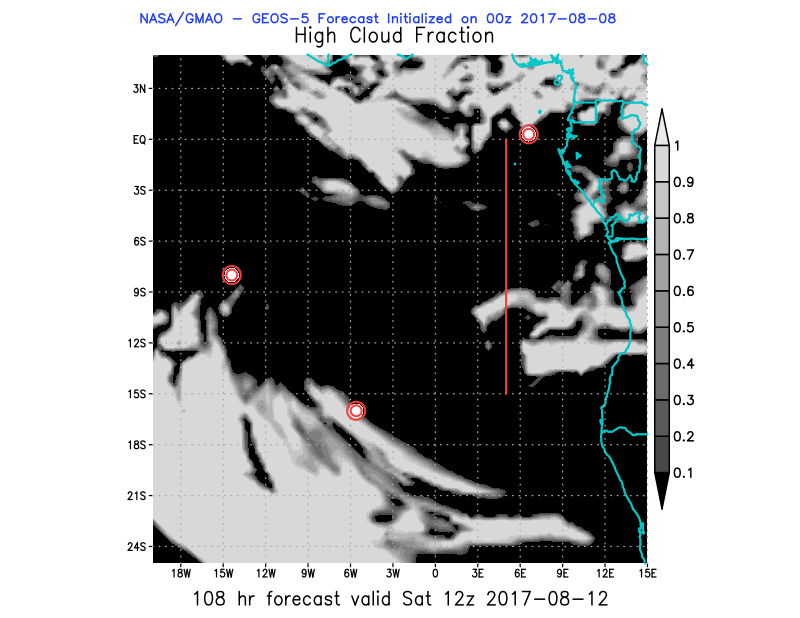 NASA/GMAO - GEOS-5 Forecast Initialized on 00z 2017-08-08
High Cloud Fraction
3N
EQ
3S
6S
9S
12S
15S
18S
21S
24S
18W 15W 12W 9W 6W 3W 0 3E 6E 9E 12E 15E
1
0.9
0.8
0.7
0.6
0.5
0.4
0.3
0.2
0.1
108 hr forecast valid Sat 12z 2017-08-12